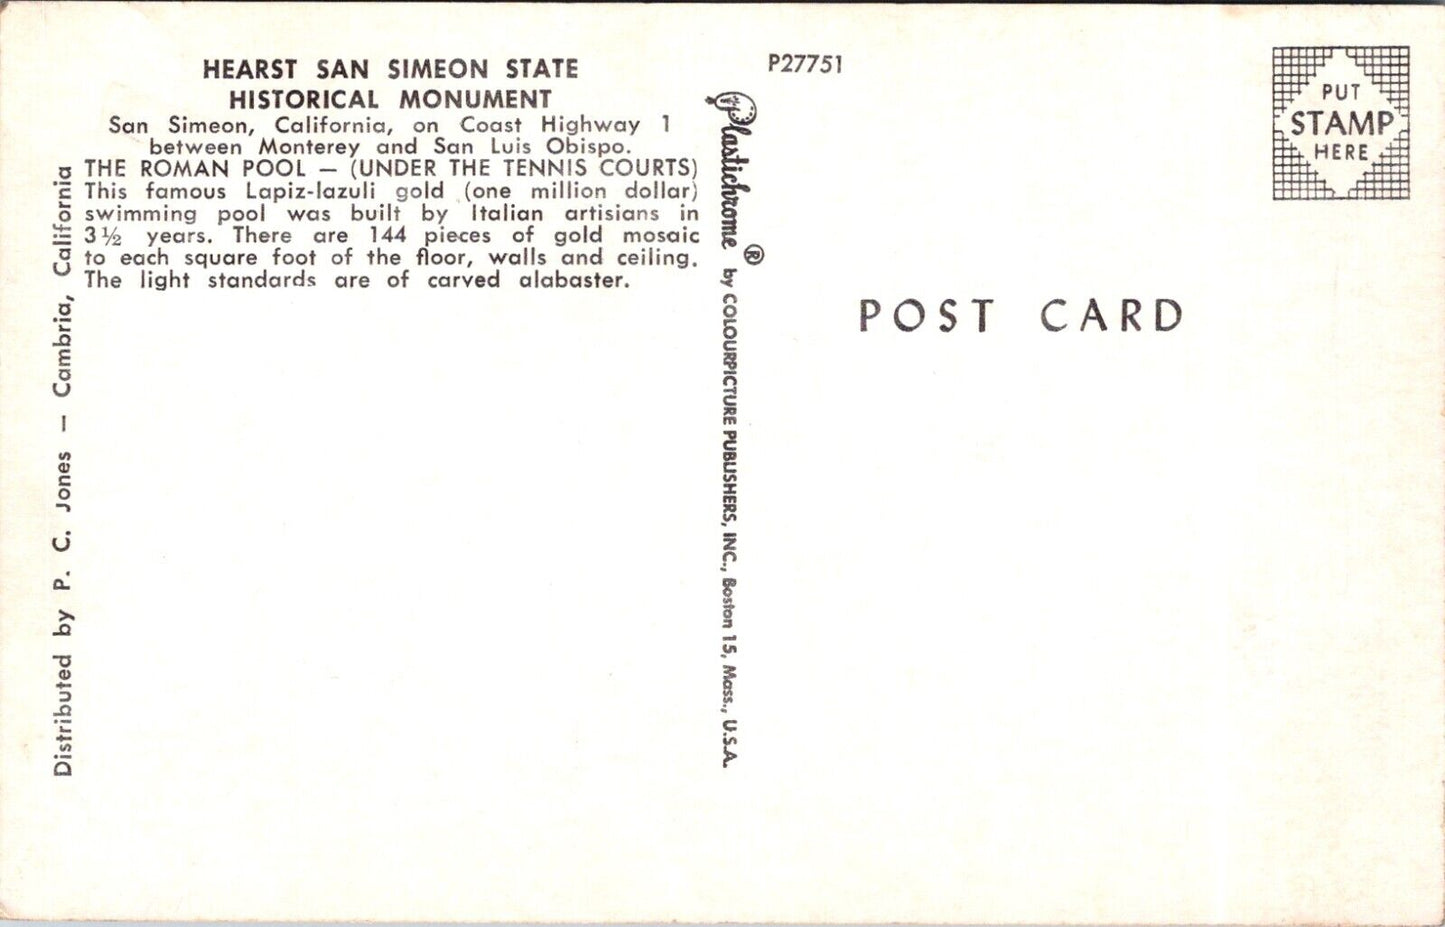 HEARST SAN SIMEON STATE
HISTORICAL MONUMENT
San Simeon, California, on Coast Highway 1
between Monterey and San Luis Obispo.
THE ROMAN POOL — (UNDER THE TENNIS COURTS)
This famous Lapiz-lazuli gold (one million dollar)
swimming pool was built by Italian artisians in
3½ years. There are 144 pieces of gold mosaic
to each square foot of the floor, walls and ceiling.
The light standards are of carved alabaster.
Distributed by P. C. Jones — Cambria, California
Plastichrome® by COLOURPICTURE PUBLISHERS, INC., Boston 15, Mass., U.S.A.
P27751
POST CARD
PUT
STAMP
HERE